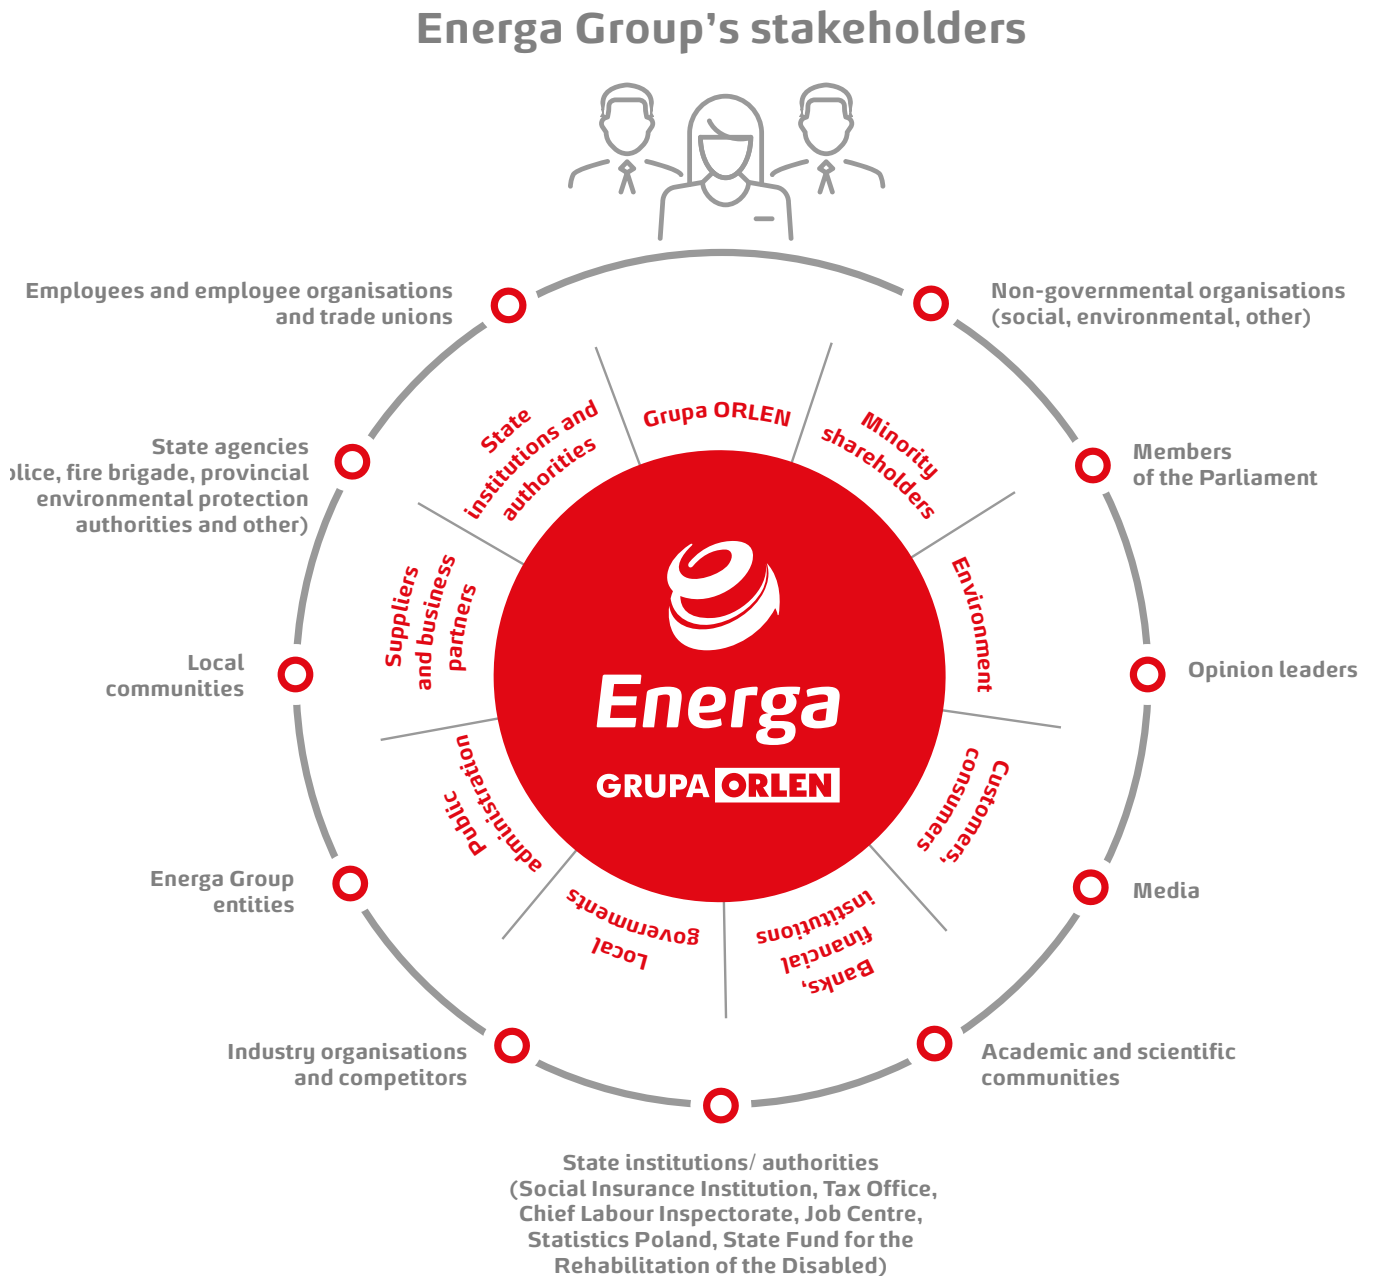 Energa Group's stakeholders
Employees and employee organisations
and trade unions
Non-governmental organisations
(social, environmental, other)
State agencies
fire brigade, provincial
environmental protection
authorities and other)
Members
of the Parliament
Local
communities
Opinion leaders
Energa Group
entities
Media
Industry organisations
and competitors
Academic and scientific
communities
State institutions/ authorities
(Social Insurance Institution, Tax Office,
Chief Labour Inspectorate, Job Centre,
Statistics Poland, State Fund for the
Rehabilitation of the Disabled)
Grupa ORLEN
Minority
shareholders
Environment
Customers,
consumers
Banks,
financial
institutions
Local
governments
Public
administration
Suppliers
and business
partners
State
institutions and
authorities
Energa
GRUPA ORLEN